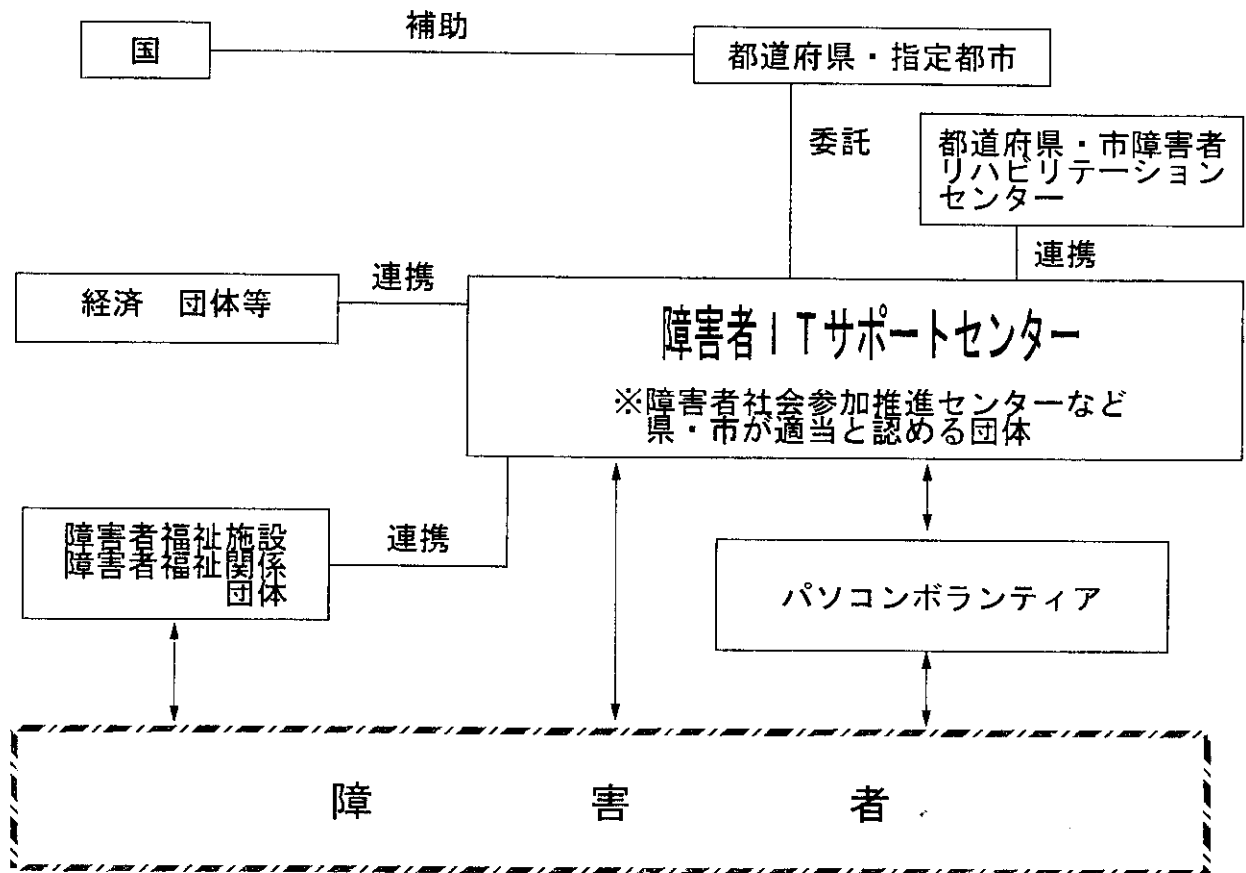 国
補助
都道府県・指定都市
委託
都道府県・市障害者
リハビリテーション
センター
連携
経済　団体等
連携
障害者ＩＴサポートセンター
※障害者社会参加推進センターなど
県・市が適当と認める団体
障害者福祉施設
障害者福祉関係
団体
連携
パソコンボランティア
障　害　者